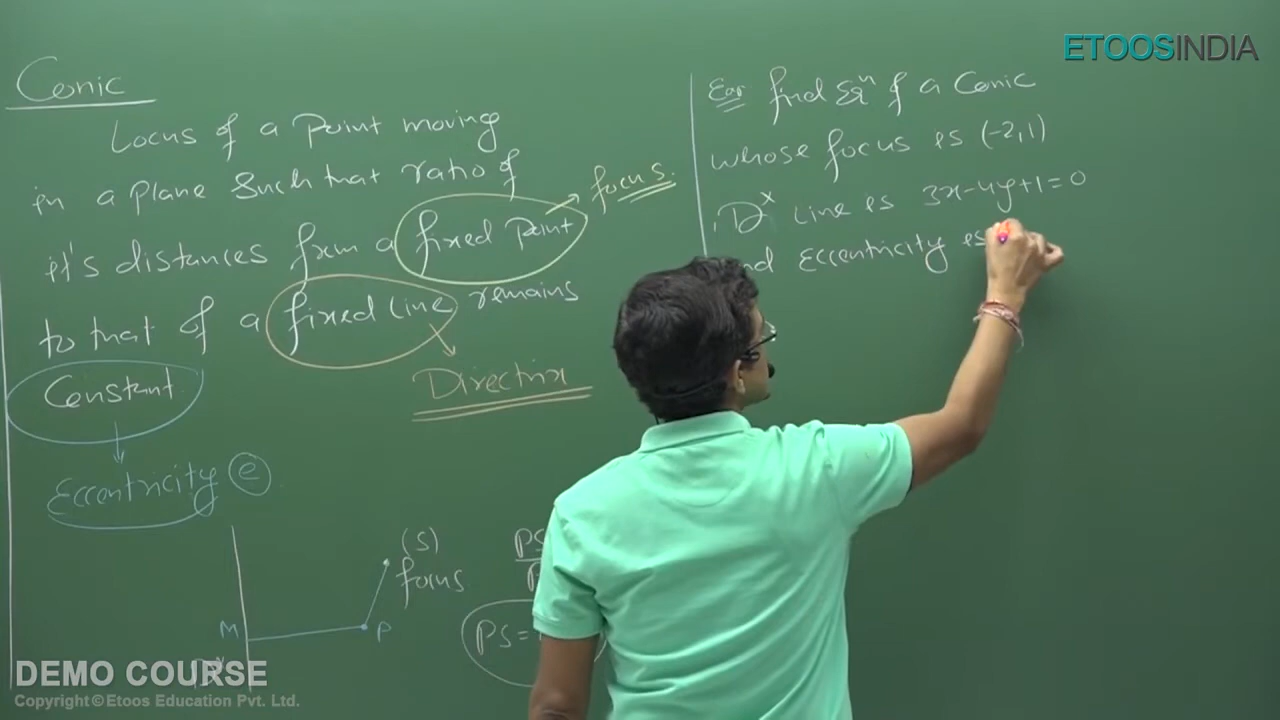 ETOOSINDIA
Conic
Locus of a point moving
in a plane such that ratio of
it's distances from a fixed point
focus.
to that of a fixed line remains
Constant
Directrix
Eccentricity e
(S)
focus
M
P
PS
PS =
Ex: find Eqn of a Conic
whose focus is (-2,1)
, Dx Line is 3x-4y+1=0
Eccentricity is
DEMO COURSE
Copyright © Etoos Education Pvt. Ltd.